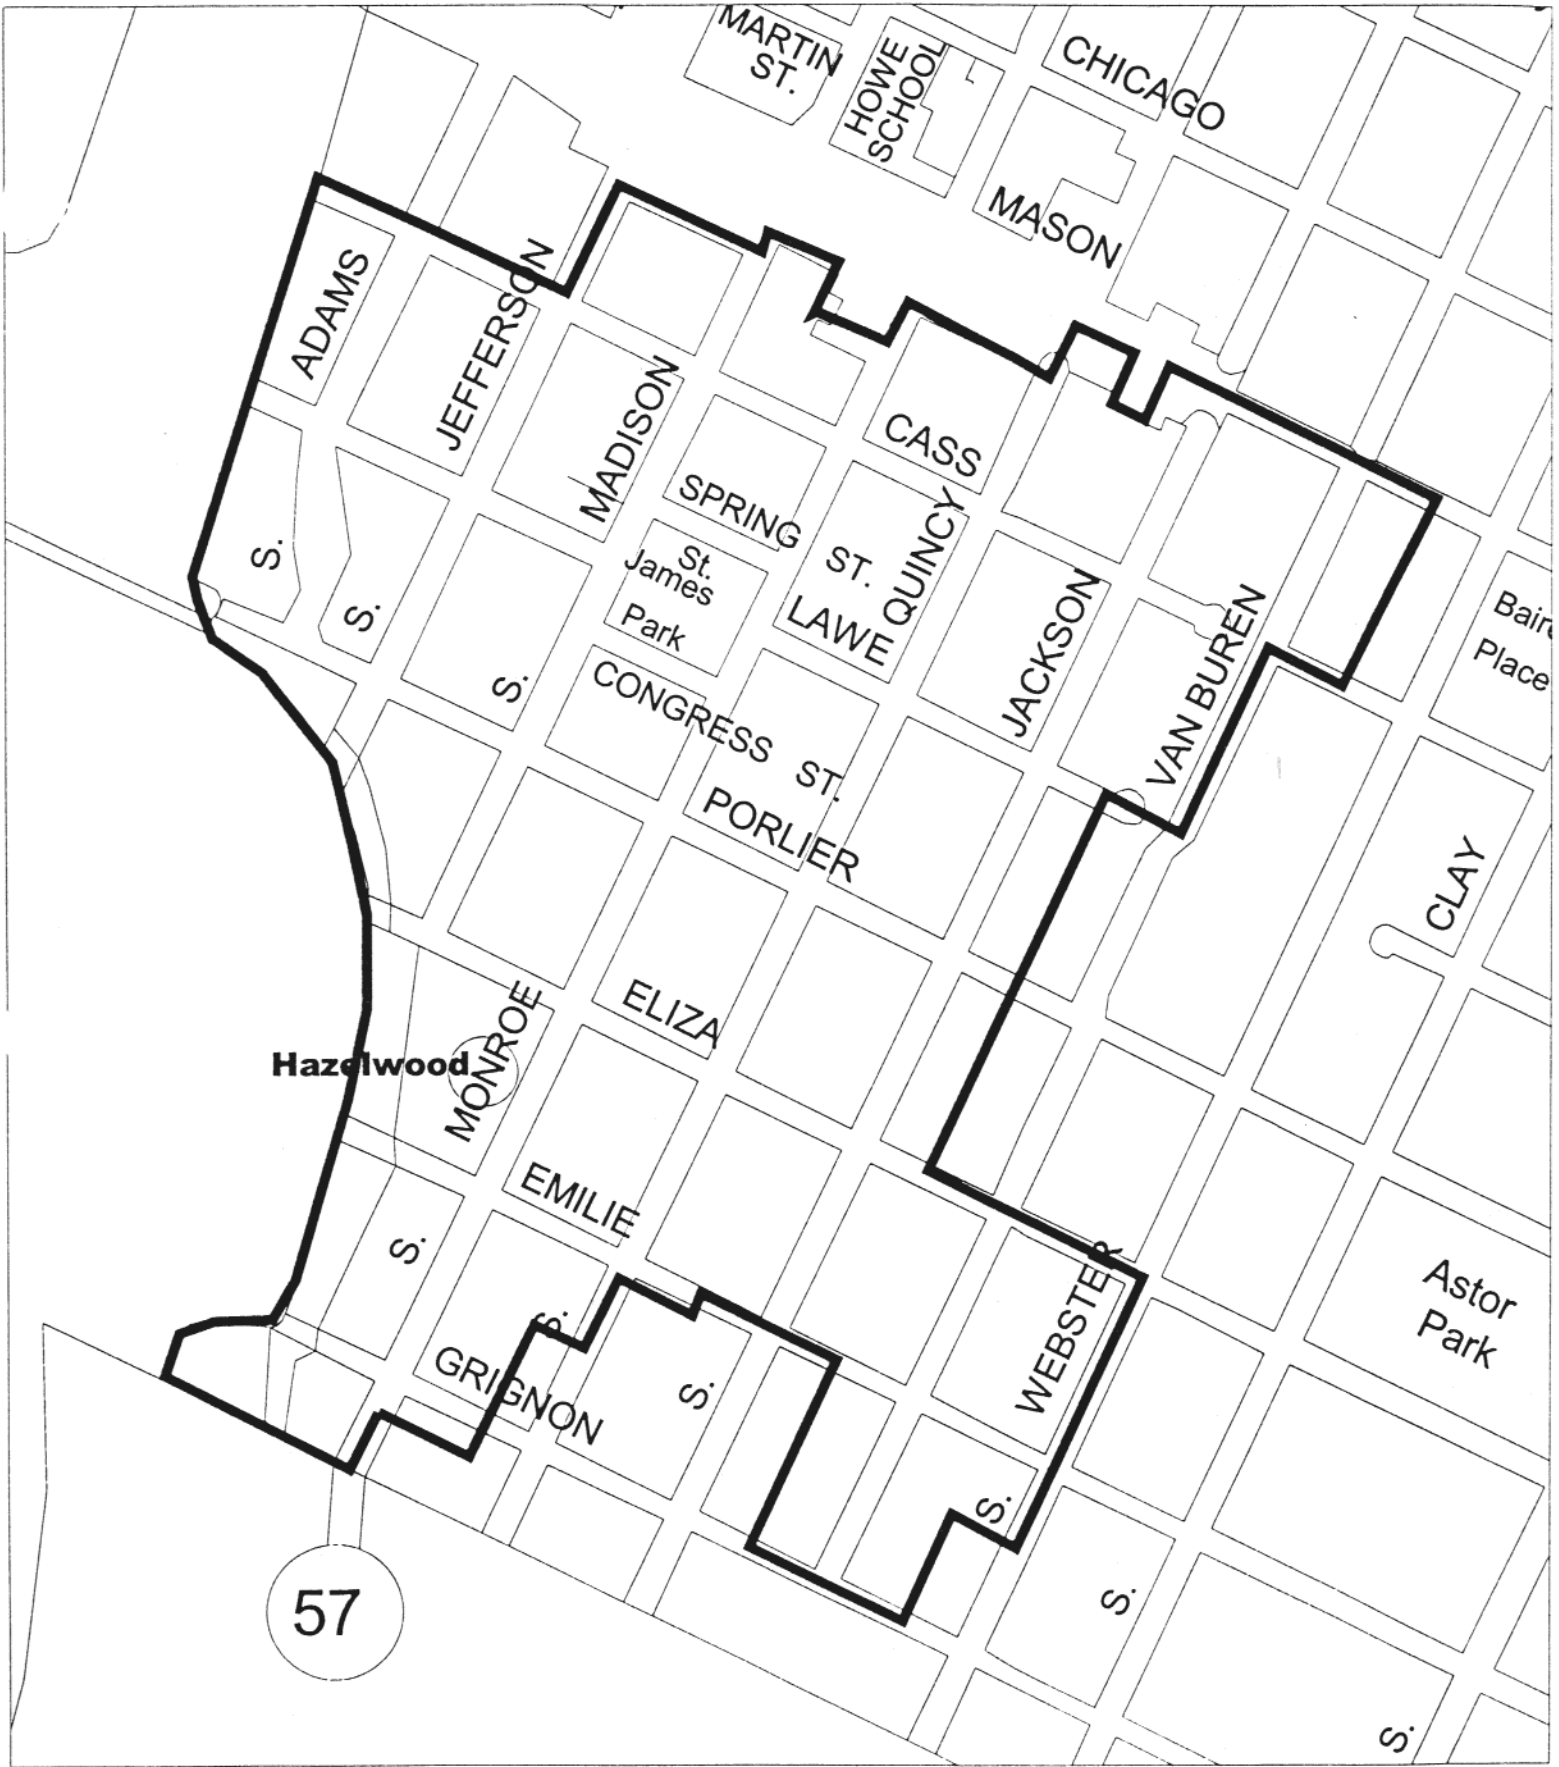 MARTIN
ST.
HOWE
SCHOOL
CHICAGO
MASON
ADAMS
JEFFERSON
MADISON
CASS
SPRING
ST.
QUINCY
S.
St.
James
Park
LAWE
JACKSON
VAN BUREN
Baird
Place
S.
S.
CONGRESS ST.
PORLIER
CLAY
ELIZA
MONROE
Hazelwood
EMILIE
S.
WEBSTER
Astor
Park
S.
GRIGNON
S.
S.
57
S.
S.